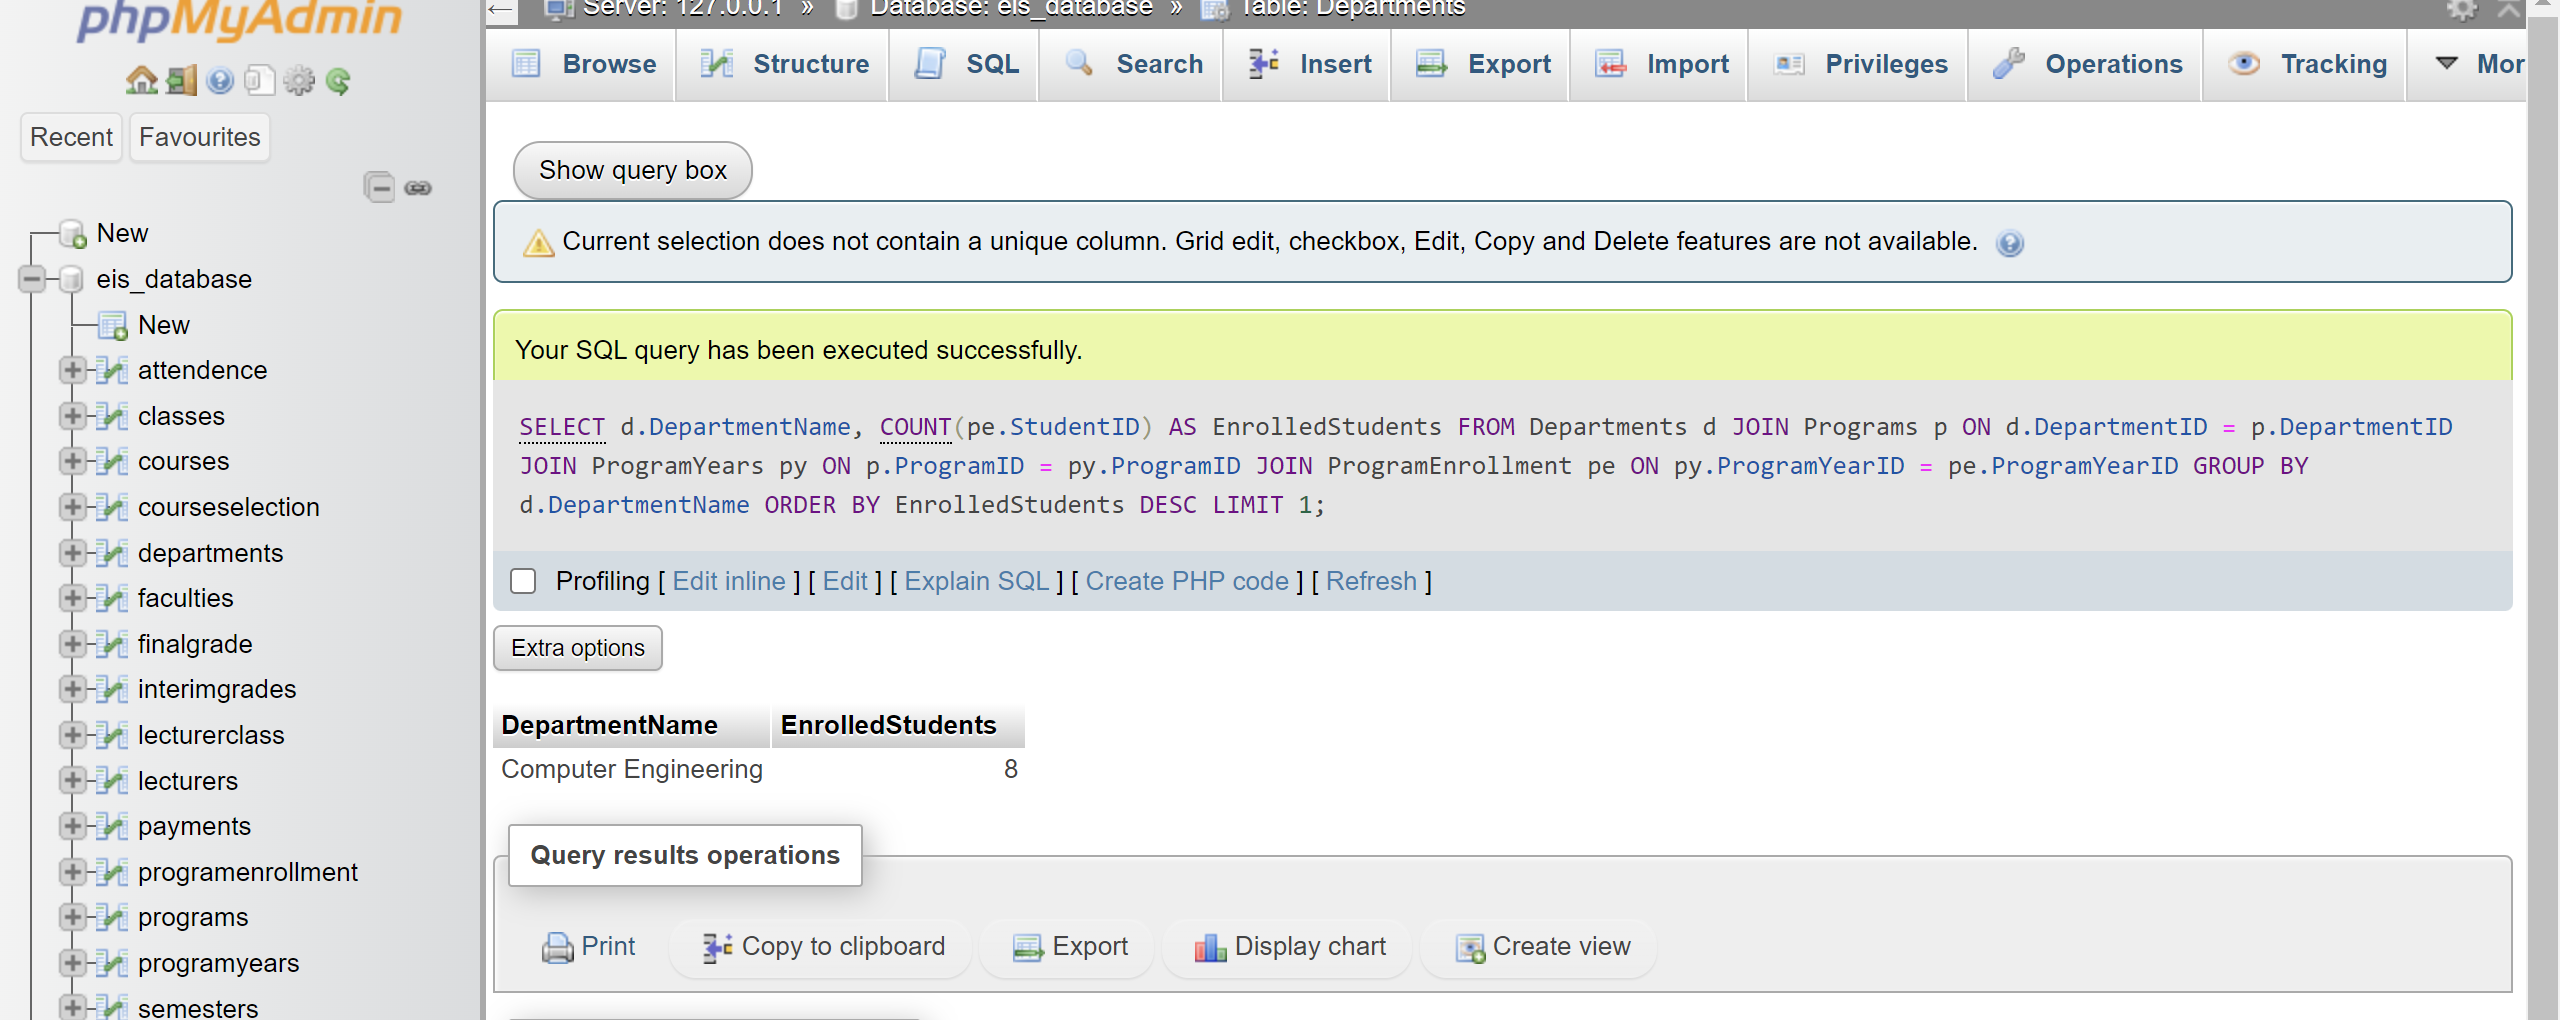 phpMyAdmin
Recent
Favourites
New
eis_database
New
attendence
classes
courses
courseselection
departments
faculties
finalgrade
interimgrades
lecturerclass
lecturers
payments
programenrollment
programs
programyears
semesters
Server: 127.0.0.1 » Database: eis_database » Table: Departments
Browse Structure SQL Search Insert Export Import Privileges Operations Tracking Mor
Show query box
Current selection does not contain a unique column. Grid edit, checkbox, Edit, Copy and Delete features are not available.
Your SQL query has been executed successfully.
SELECT d.DepartmentName, COUNT(pe.StudentID) AS EnrolledStudents FROM Departments d JOIN Programs p ON d.DepartmentID = p.DepartmentID
JOIN ProgramYears py ON p.ProgramID = py.ProgramID JOIN ProgramEnrollment pe ON py.ProgramYearID = pe.ProgramYearID GROUP BY
d.DepartmentName ORDER BY EnrolledStudents DESC LIMIT 1;
Profiling [ Edit inline ] [ Edit ] [ Explain SQL ] [ Create PHP code ] [ Refresh ]
Extra options
DepartmentName EnrolledStudents
Computer Engineering 8
Query results operations
Print Copy to clipboard Export Display chart Create view